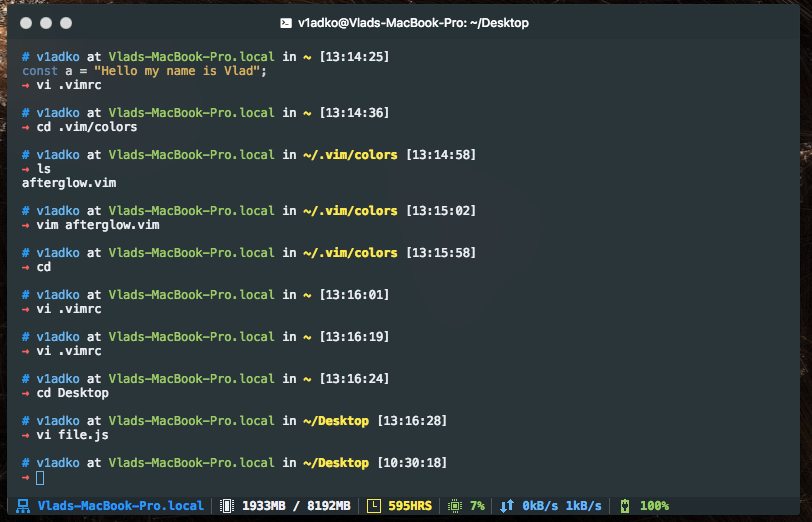 v1adko@Vlads-MacBook-Pro: ~/Desktop
# v1adko at Vlads-MacBook-Pro.local in ~ [13:14:25]
const a = "Hello my name is Vlad";
→ vi .vimrc
# v1adko at Vlads-MacBook-Pro.local in ~ [13:14:36]
→ cd .vim/colors
# v1adko at Vlads-MacBook-Pro.local in ~/.vim/colors [13:14:58]
→ ls
afterglow.vim
# v1adko at Vlads-MacBook-Pro.local in ~/.vim/colors [13:15:02]
→ vim afterglow.vim
# v1adko at Vlads-MacBook-Pro.local in ~/.vim/colors [13:15:58]
→ cd
# v1adko at Vlads-MacBook-Pro.local in ~ [13:16:01]
→ vi .vimrc
# v1adko at Vlads-MacBook-Pro.local in ~ [13:16:19]
→ vi .vimrc
# v1adko at Vlads-MacBook-Pro.local in ~ [13:16:24]
→ cd Desktop
# v1adko at Vlads-MacBook-Pro.local in ~/Desktop [13:16:28]
→ vi file.js
# v1adko at Vlads-MacBook-Pro.local in ~/Desktop [10:30:18]
→
Vlads-MacBook-Pro.local 1933MB / 8192MB 595HRS 7% 0kB/s 1kB/s 100%